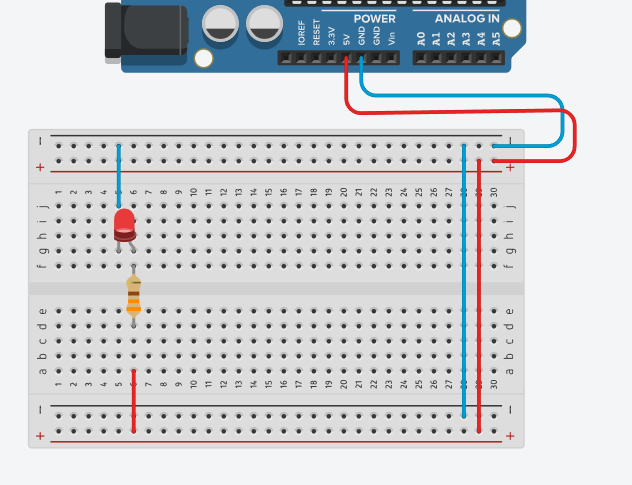 POWER ANALOG IN
IOREF RESET 3.3V 5V GND GND Vin A0 A1 A2 A3 A4 A5
− −
+ +
1 2 3 4 5 6 7 8 9 10 11 12 13 14 15 16 17 18 19 20 21 22 23 24 25 26 27 28 29 30
j j
i i
h h
g g
f f
e e
d d
c c
b b
a a
1 2 3 4 5 6 7 8 9 10 11 12 13 14 15 16 17 18 19 20 21 22 23 24 25 26 27 28 29 30
− −
+ +